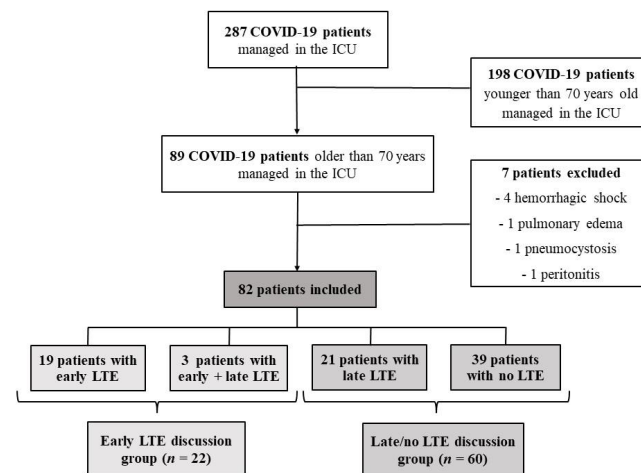 287 COVID-19 patients
managed in the ICU
198 COVID-19 patients
younger than 70 years old
managed in the ICU
89 COVID-19 patients older than 70 years
managed in the ICU
7 patients excluded
- 4 hemorrhagic shock
- 1 pulmonary edema
- 1 pneumocystosis
- 1 peritonitis
82 patients included
19 patients with
early LTE
3 patients with
early + late LTE
21 patients with
late LTE
39 patients
with no LTE
Early LTE discussion
group (n = 22)
Late/no LTE discussion
group (n = 60)